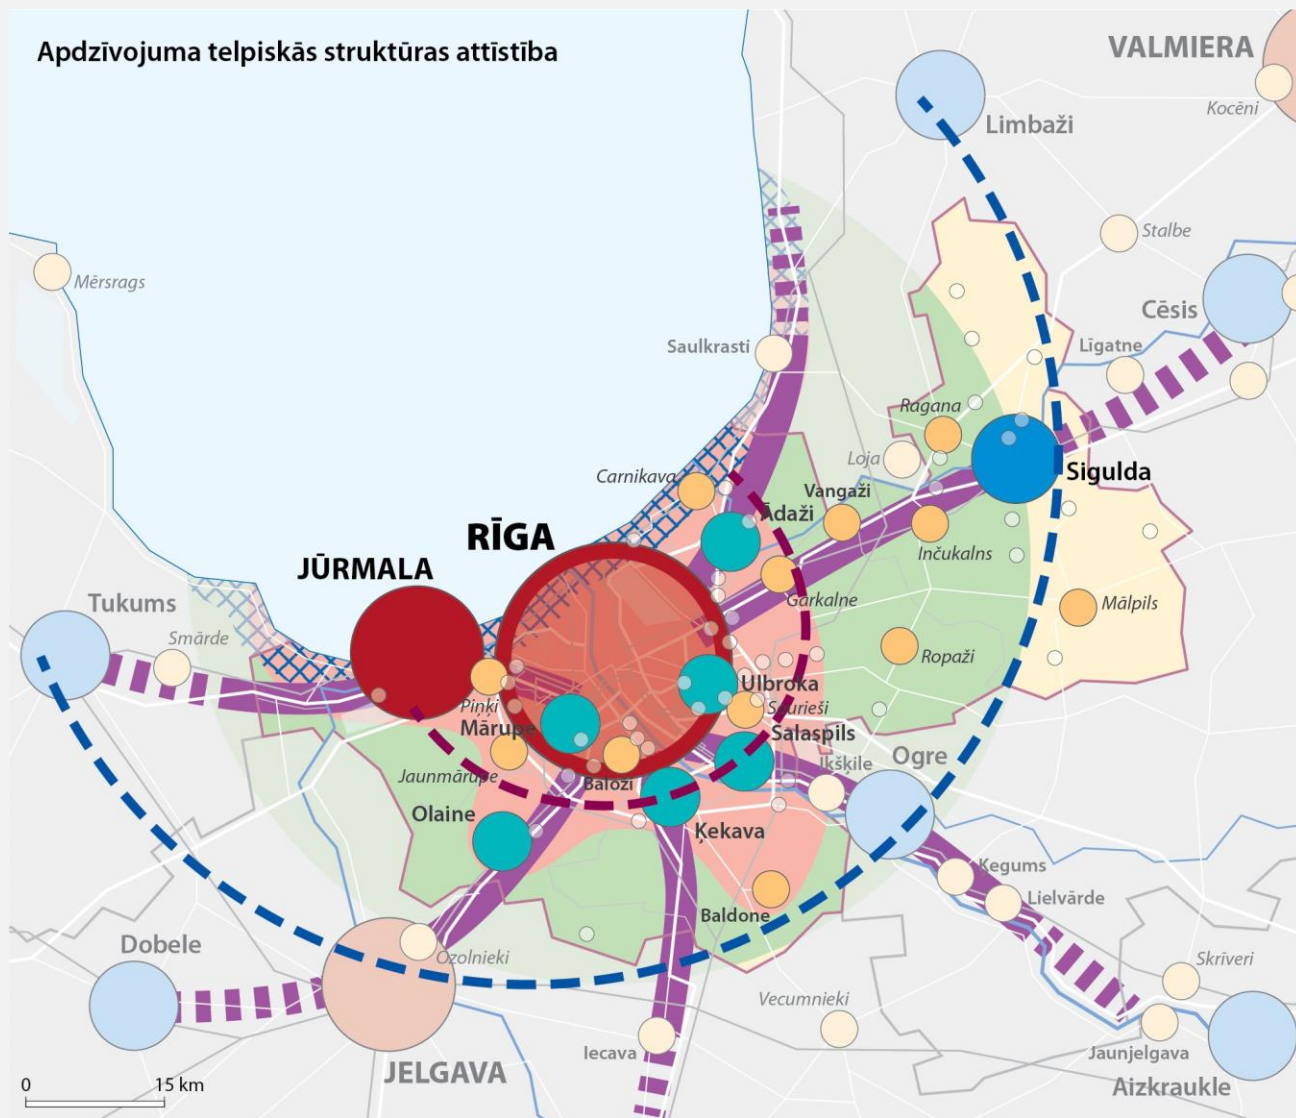 Apdzīvojuma telpiskās struktūras attīstība
VALMIERA
Kocēni
Limbaži
Stalbe
Mērsrags
Cēsis
Līgatne
Saulkrasti
Ragana
Loja
Sigulda
Carnikava
Vangaži
Ādaži
Inčukalns
RĪGA
JŪRMALA
Garkalne
Mālpils
Tukums
Smārde
Ropaži
Ulbroka
Piņķi
Saurieši
Mārupe
Salaspils
Ogre
Ikšķile
Jaunmārupe
Baloži
Olaine
Ķekava
Ķegums
Lielvārde
Baldone
Dobele
Ozolnieki
Skrīveri
Vecumnieki
Iecava
Jaunjelgava
JELGAVA
Aizkraukle
0 15 km